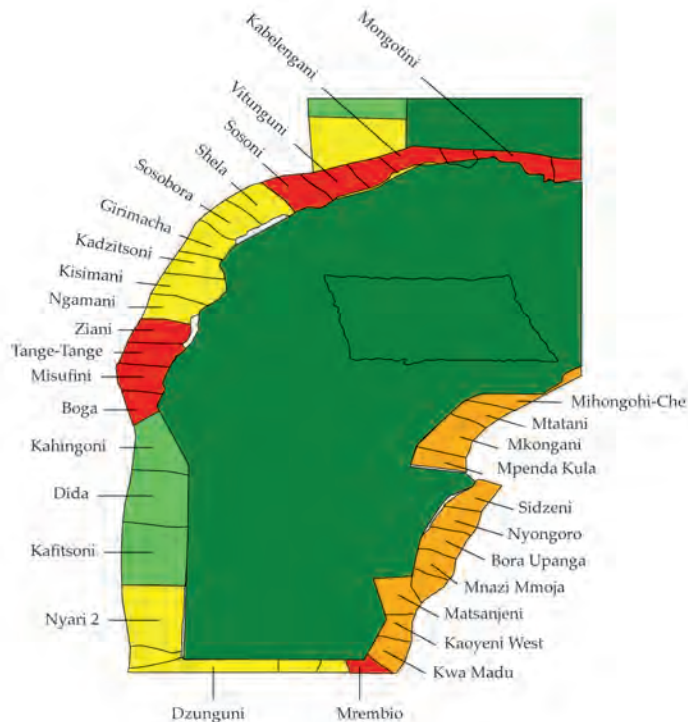 Mongotini
Kabelengani
Vitunguni
Sosoni
Shela
Sosobora
Girimacha
Kadzitsoni
Kisimani
Ngamani
Ziani
Tange-Tange
Misufini
Boga
Kahingoni
Dida
Kafitsoni
Nyari 2
Dzunguni
Mrembio
Mihongohi-Che
Mtatani
Mkongani
Mpenda Kula
Sidzeni
Nyongoro
Bora Upanga
Mnazi Mmoja
Matsanjeni
Kaoyeni West
Kwa Madu